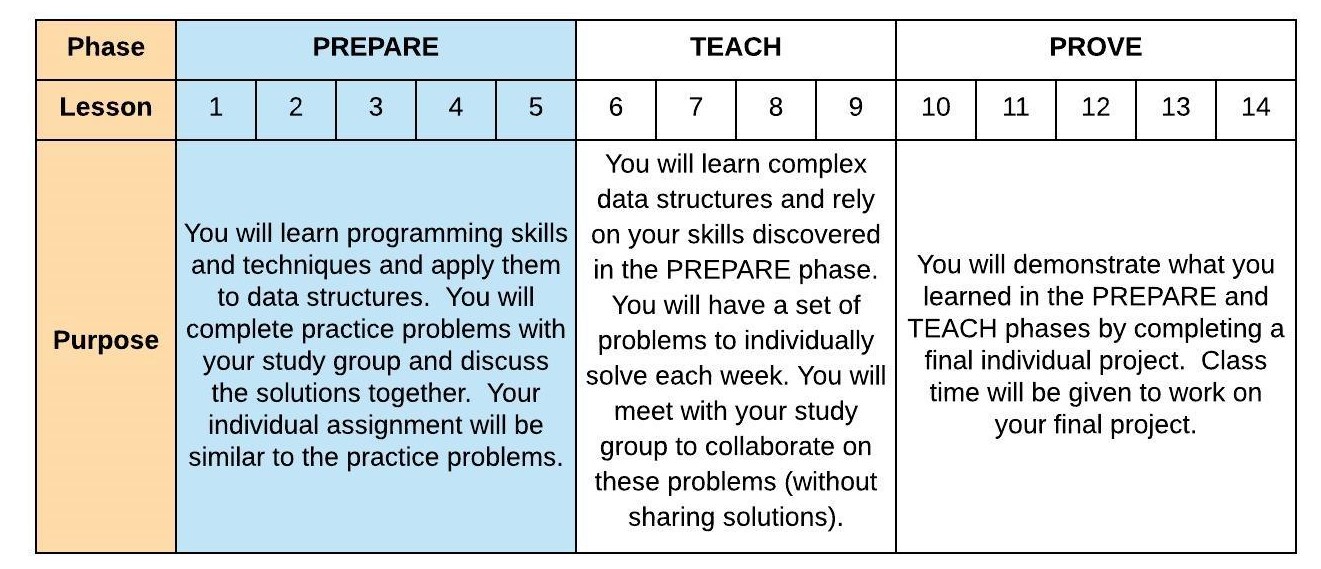 Phase PREPARE TEACH PROVE
Lesson 1 2 3 4 5 6 7 8 9 10 11 12 13 14
Purpose
You will learn programming skills
and techniques and apply them
to data structures.  You will
complete practice problems with
your study group and discuss
the solutions together.  Your
individual assignment will be
similar to the practice problems.
You will learn complex
data structures and rely
on your skills discovered
in the PREPARE phase.
You will have a set of
problems to individually
solve each week. You will
meet with your study
group to collaborate on
these problems (without
sharing solutions).
You will demonstrate what you
learned in the PREPARE and
TEACH phases by completing a
final individual project.  Class
time will be given to work on
your final project.